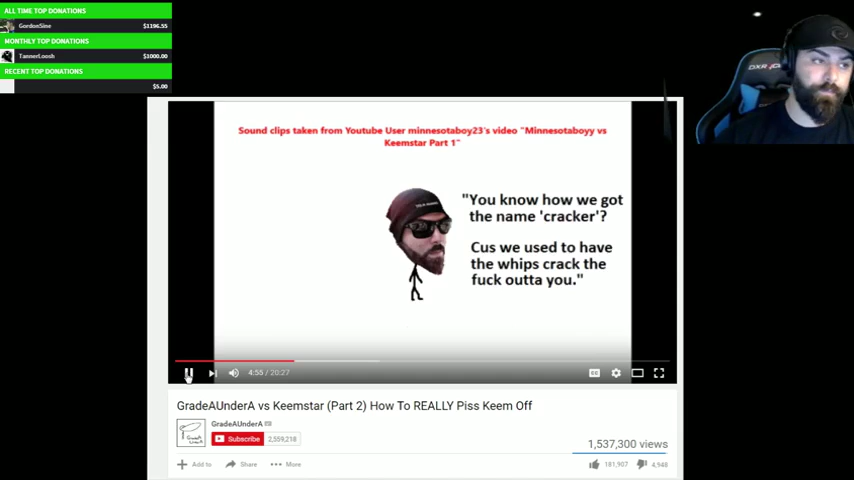 ALL TIME TOP DONATIONS
GordonSine $1196.55
MONTHLY TOP DONATIONS
TannerLoosh $1000.00
RECENT TOP DONATIONS
$5.00
DXR
Sound clips taken from Youtube User minnesotaboy23's video "Minnesotaboyy vs
Keemstar Part 1"
"You know how we got
the name 'cracker'?
Cus we used to have
the whips crack the
fuck outta you."
4:55 / 20:27
CC
GradeAUnderA vs Keemstar (Part 2) How To REALLY Piss Keem Off
GradeAUnderA
Subscribe 2,559,218
1,537,300 views
Add to Share More
181,907 4,948